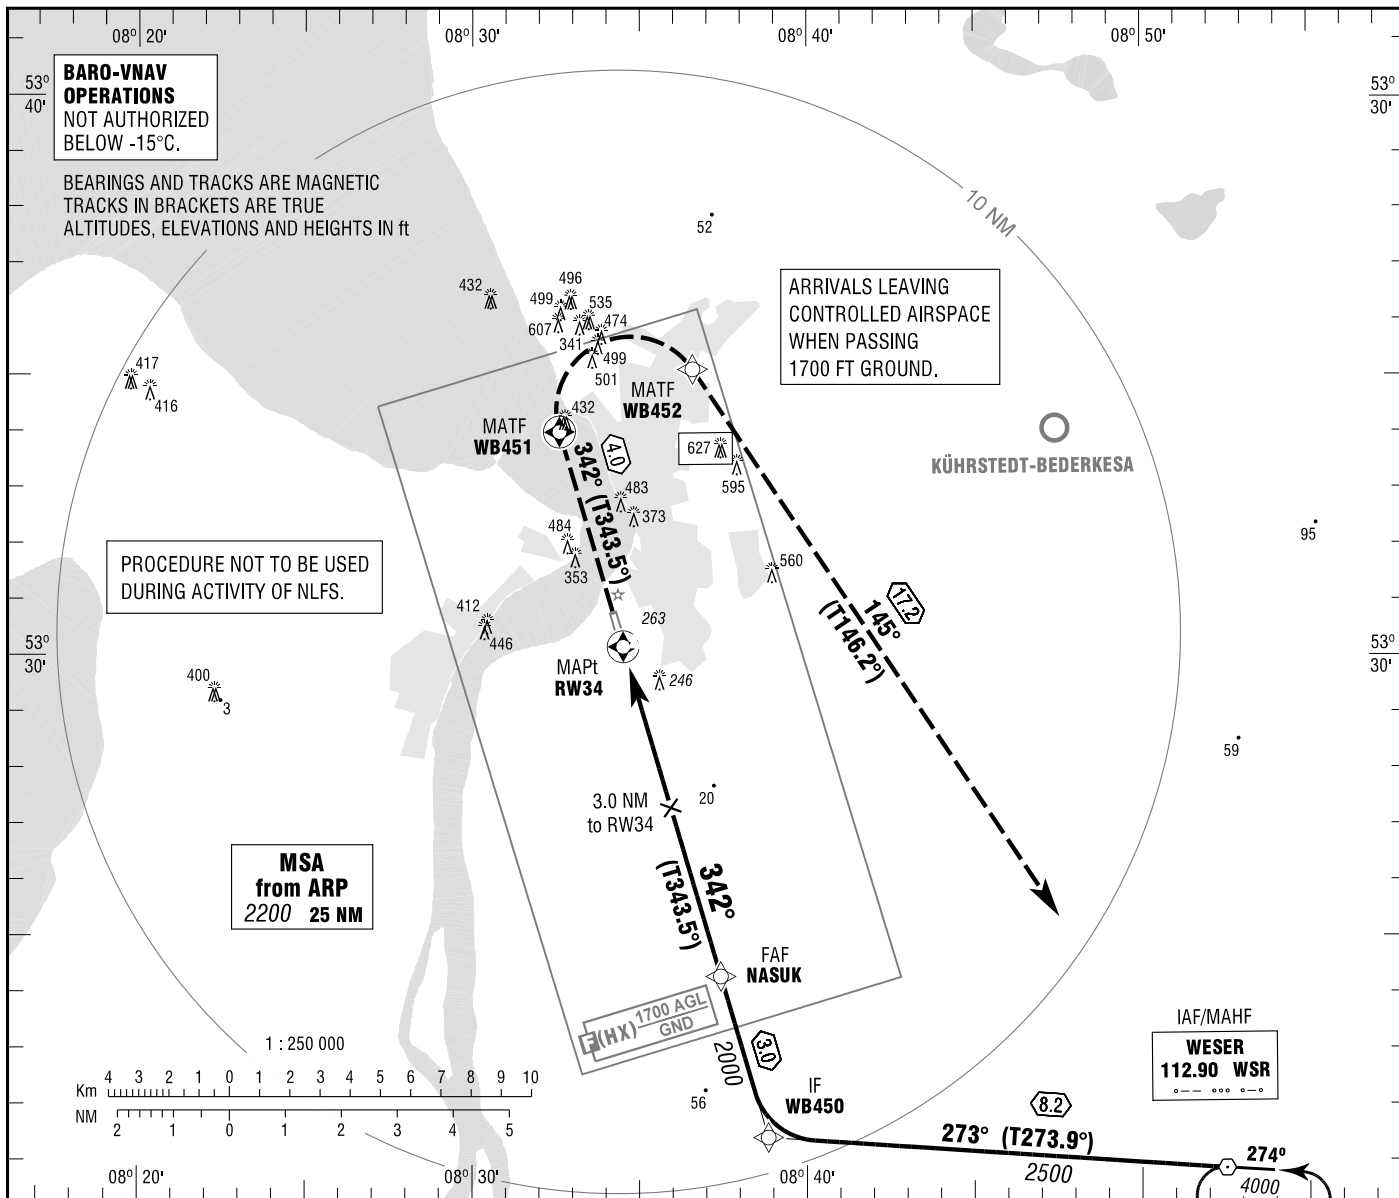 08° 20'
08° 30'
08° 40'
08° 50'
53°
40'
53°
30'
BARO-VNAV
OPERATIONS
NOT AUTHORIZED
BELOW -15°C.
BEARINGS AND TRACKS ARE MAGNETIC
TRACKS IN BRACKETS ARE TRUE
ALTITUDES, ELEVATIONS AND HEIGHTS IN ft
10 NM
52
ARRIVALS LEAVING
CONTROLLED AIRSPACE
WHEN PASSING
1700 FT GROUND.
432
496
499
535
607
474
341
499
501
417
416
MATF
WB452
432
MATF
WB451
342° (T343.5°)
4.0
627
595
KÜHRSTEDT-BEDERKESA
483
373
484
353
95
560
PROCEDURE NOT TO BE USED
DURING ACTIVITY OF NLFS.
17.2
145°
(T146.2°)
412
446
263
53°
30'
53°
30'
MAPt
RW34
246
400
3
59
20
3.0 NM
to RW34
MSA
from ARP
2200 25 NM
342°
(T343.5°)
FAF
NASUK
F(HX) 1700 AGL
GND
2000
3.0
IAF/MAHF
WESER
112.90 WSR
1 : 250 000
Km 4 3 2 1 0 1 2 3 4 5 6 7 8 9 10
NM 2 1 0 1 2 3 4 5
56
IF
WB450
8.2
273° (T273.9°)
2500
274°
4000
08° 20'
08° 30'
08° 40'
08° 50'